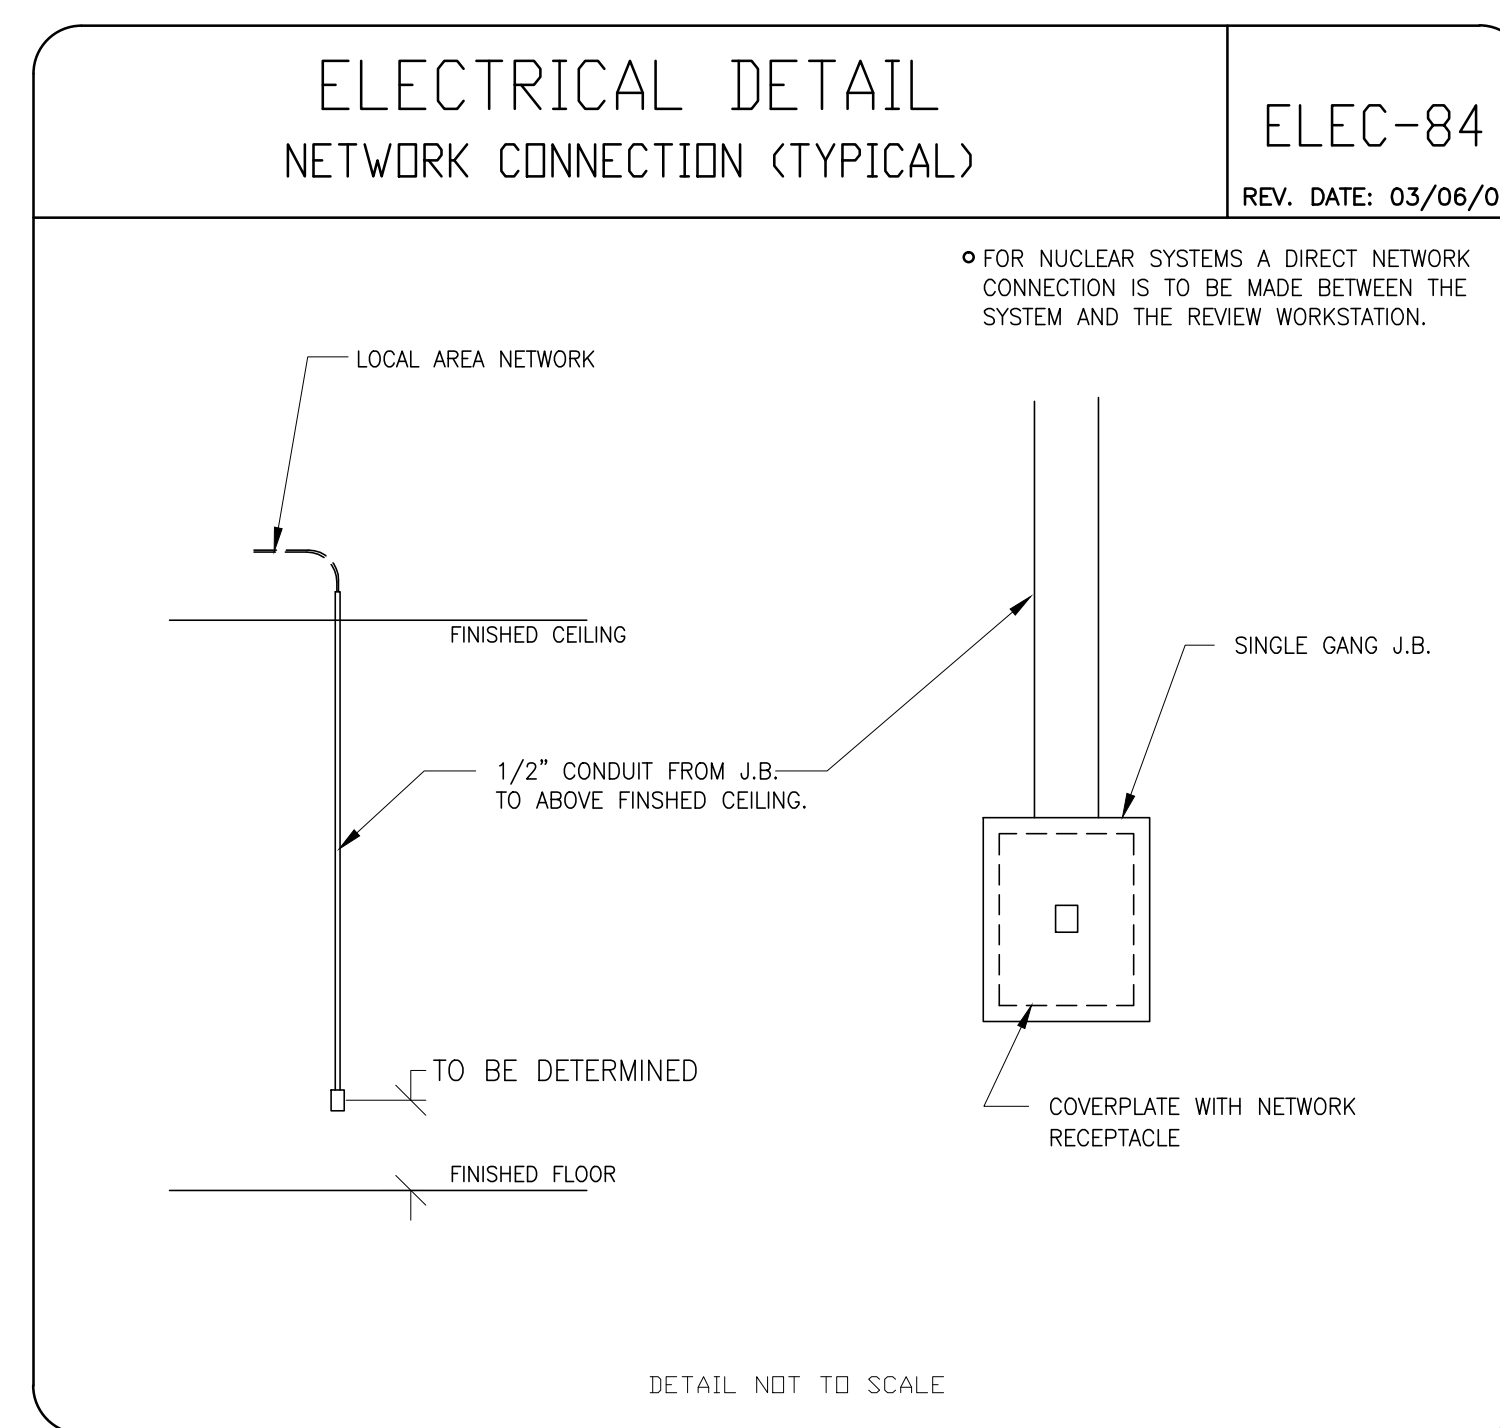 ELECTRICAL DETAIL
NETWORK CONNECTION (TYPICAL)
ELEC-84
REV. DATE: 03/06/0
FOR NUCLEAR SYSTEMS A DIRECT NETWORK
CONNECTION IS TO BE MADE BETWEEN THE
SYSTEM AND THE REVIEW WORKSTATION.
LOCAL AREA NETWORK
FINISHED CEILING
SINGLE GANG J.B.
1/2" CONDUIT FROM J.B.
TO ABOVE FINSHED CEILING.
TO BE DETERMINED
COVERPLATE WITH NETWORK
RECEPTACLE
FINISHED FLOOR
DETAIL NOT TO SCALE